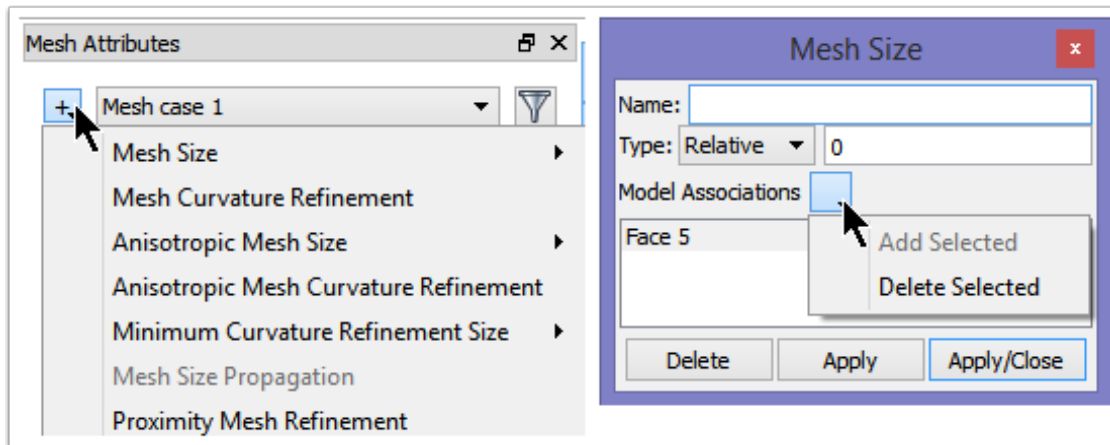 Mesh Attributes
+ Mesh case 1
Mesh Size
Mesh Curvature Refinement
Anisotropic Mesh Size
Anisotropic Mesh Curvature Refinement
Minimum Curvature Refinement Size
Mesh Size Propagation
Proximity Mesh Refinement
Mesh Size
x
Name:
Type: Relative 0
Model Associations
Face 5
Add Selected
Delete Selected
Delete Apply Apply/Close